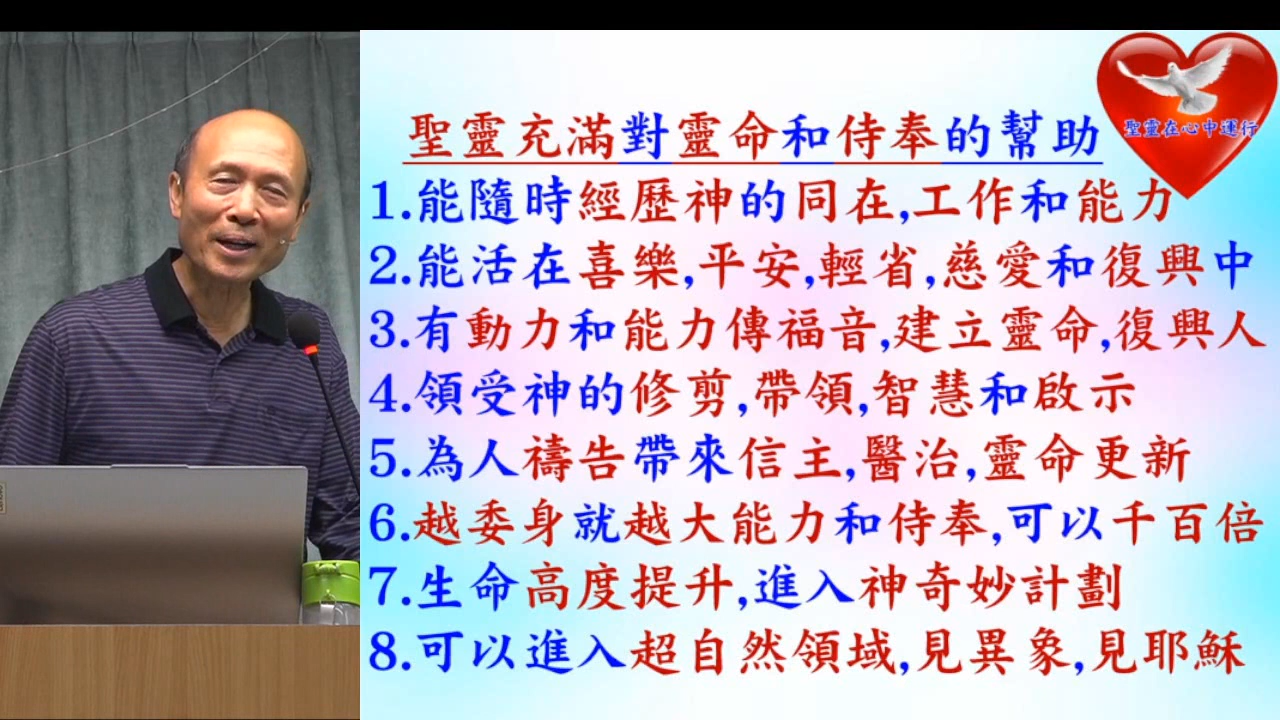 聖靈充滿對靈命和侍奉的幫助
聖靈在心中運行
1.能隨時經歷神的同在,工作和能力
2.能活在喜樂,平安,輕省,慈愛和復興中
3.有動力和能力傳福音,建立靈命,復興人
4.領受神的修剪,帶領,智慧和啟示
5.為人禱告帶來信主,醫治,靈命更新
6.越委身就越大能力和侍奉,可以千百倍
7.生命高度提升,進入神奇妙計劃
8.可以進入超自然領域,見異象,見耶穌